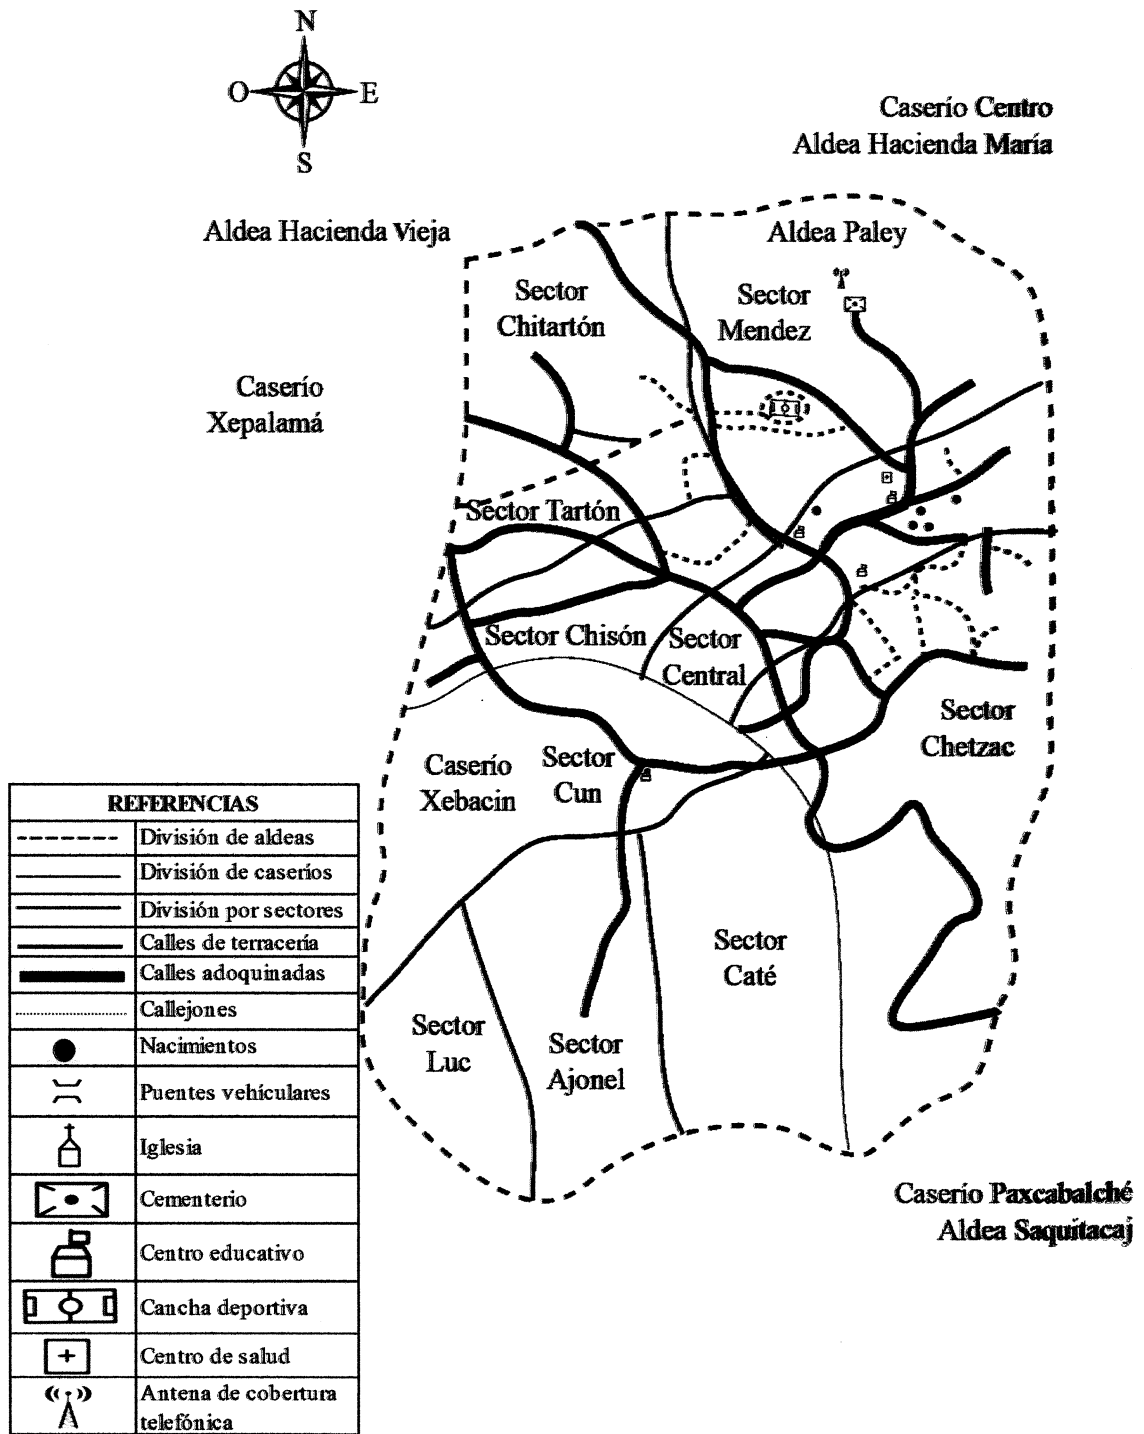 N
O
E
S
Caserío Centro
Aldea Hacienda María
Aldea Hacienda Vieja
Aldea Paley
Sector
Chitartón
Sector
Mendez
Caserío
Xepalamá
Sector Tartón
Sector Chisón
Sector
Central
Sector
Chetzac
Caserío
Xebacin
Sector
Cun
Sector
Caté
Sector
Luc
Sector
Ajonel
Caserío Paxcabalché
Aldea Saquitacaj
REFERENCIAS
División de aldeas
División de caseríos
División por sectores
Calles de terracería
Calles adoquinadas
Callejones
Nacimientos
Puentes vehículares
Iglesia
Cementerio
Centro educativo
Cancha deportiva
Centro de salud
Antena de cobertura
telefónica